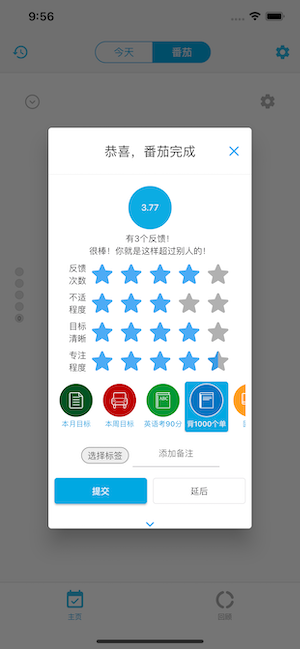 9:56
今天
番茄
恭喜，番茄完成
3.77
有3个反馈！
很棒！你就是这样超过别人的！
反馈
次数
不适
程度
目标
清晰
专注
程度
本月目标
本周目标
英语考90分
背1000个单
选择标签
添加备注
提交
延后
主页
回顾